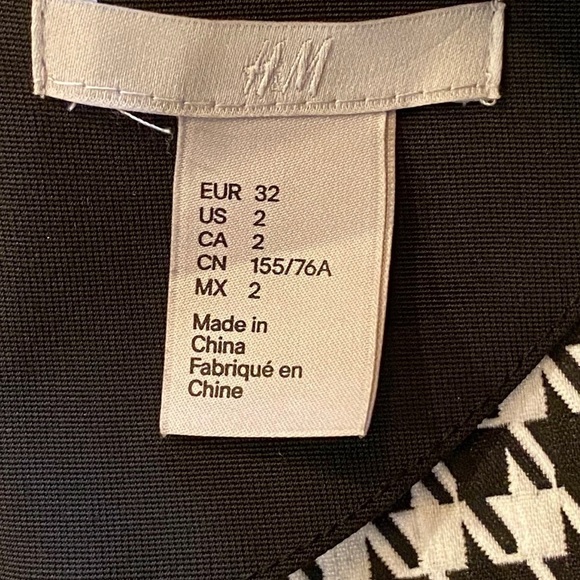 H&M
EUR 32
US 2
CA 2
CN 155/76A
MX 2
Made in
China
Fabriqué en
Chine